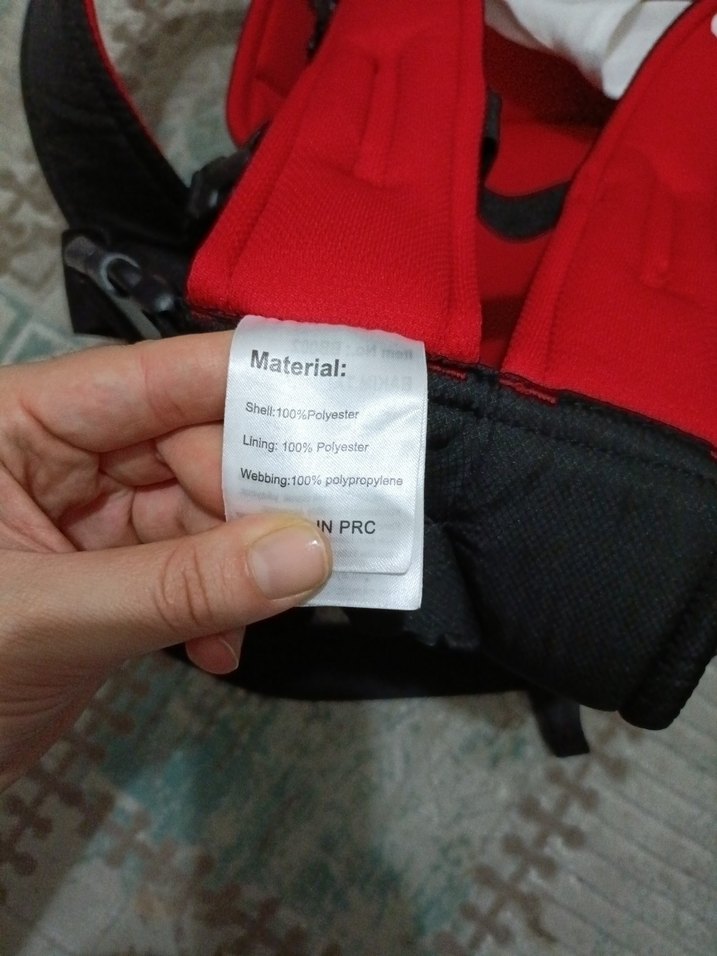 Material:
Shell:100%Polyester
Lining: 100% Polyester
Webbing:100% polypropylene
IN PRC